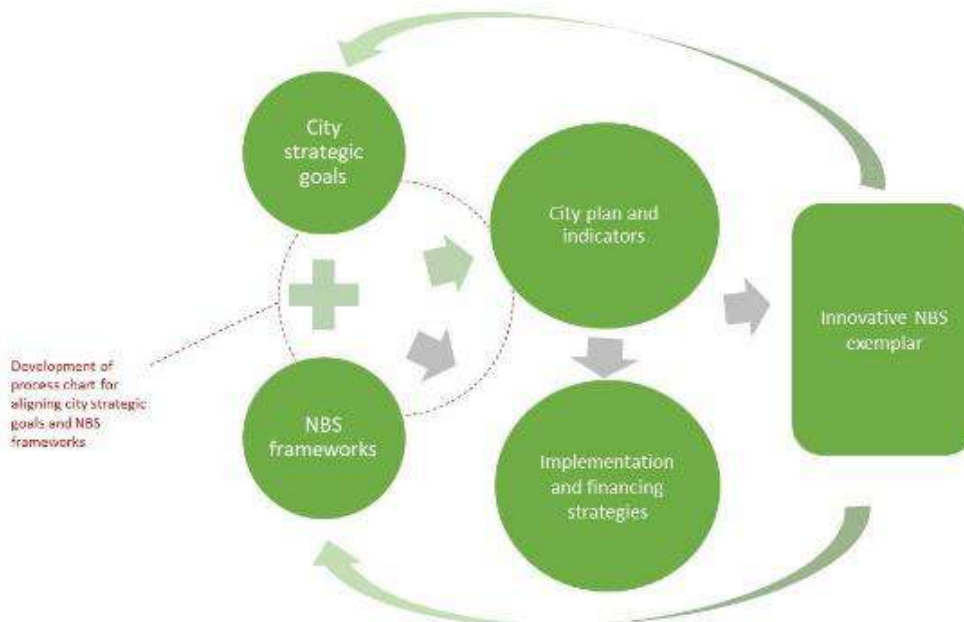 City
strategic
goals
City plan and
indicators
Innovative NBS
exemplar
Development of
process chart for
aligning city strategic
goals and NBS
frameworks
NBS
frameworks
Implementation
and financing
strategies